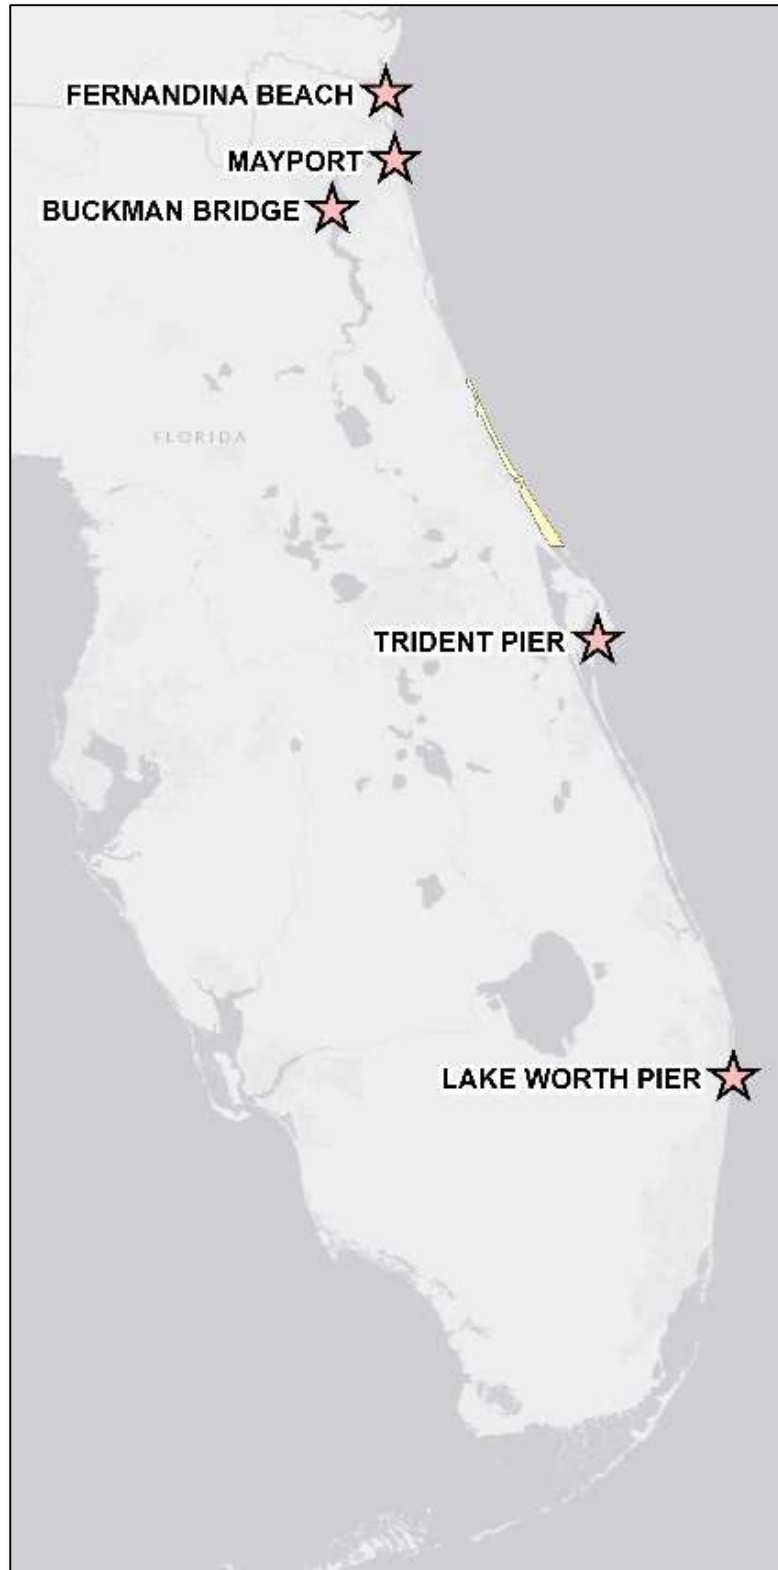 FERNANDINA BEACH
MAYPORT
BUCKMAN BRIDGE
FLORIDA
TRIDENT PIER
LAKE WORTH PIER